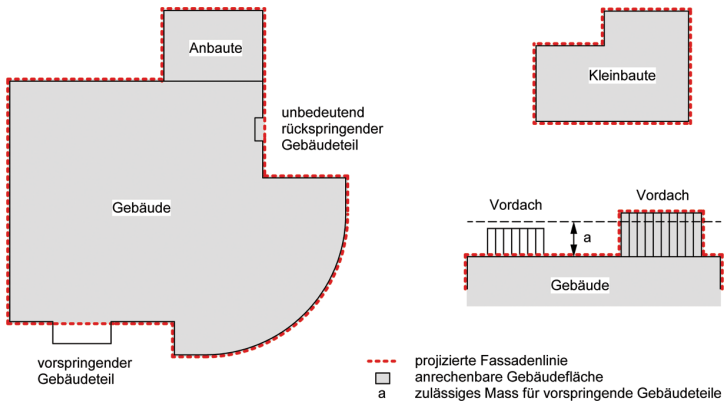 Anbaute
unbedeutend
rückspringender
Gebäudeteil
Gebäude
vorspringender
Gebäudeteil
Kleinbaute
Vordach
Vordach
a
Gebäude
projizierte Fassadenlinie
anrechenbare Gebäudefläche
a zulässiges Mass für vorspringende Gebäudeteile